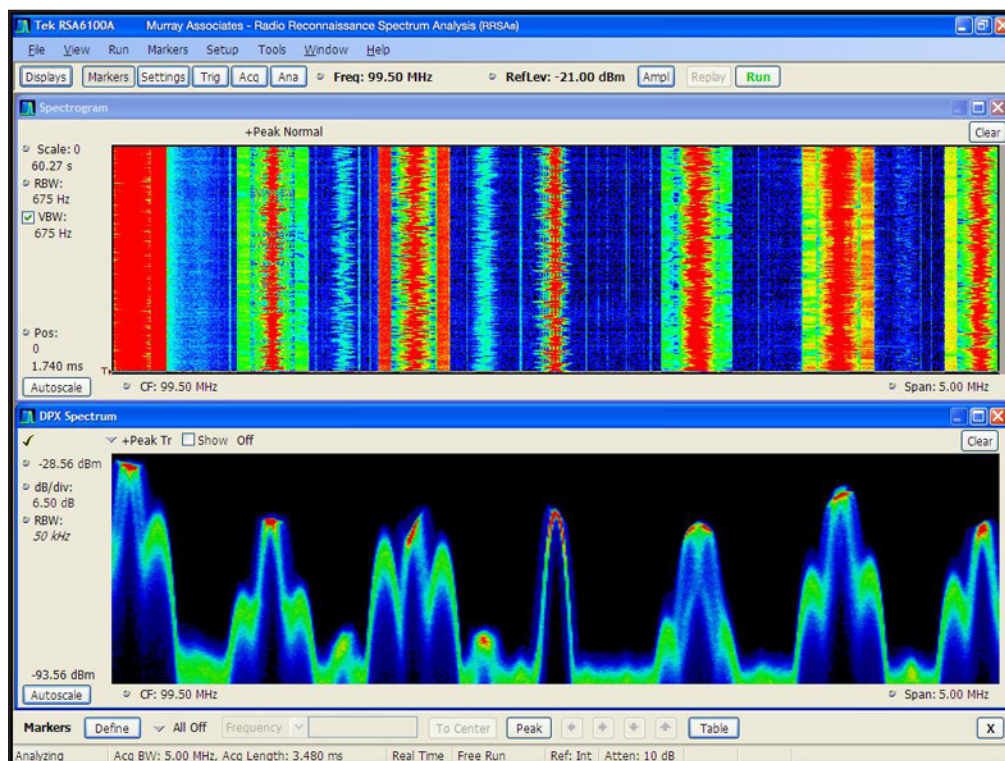 Tek RSA6100A Murray Associates - Radio Reconnaissance Spectrum Analysis (RRSA®)
File View Run Markers Setup Tools Window Help
Displays Markers Settings Trig Acq Ana Freq: 99.50 MHz RefLev: -21.00 dBm Ampl Replay Run
Spectrogram
+Peak Normal Clear
Scale: 0
60.27 s
RBW:
675 Hz
VBW:
675 Hz
Pos:
0
1.740 ms
Autoscale CF: 99.50 MHz Span: 5.00 MHz
DPX Spectrum
+Peak Tr Show Off Clear
-28.56 dBm
dB/div:
6.50 dB
RBW:
50 kHz
-93.56 dBm
Autoscale CF: 99.50 MHz Span: 5.00 MHz
Markers Define All Off Frequency To Center Peak Table X
Analyzing Acq BW: 5.00 MHz, Acq Length: 3.480 ms Real Time Free Run Ref: Int Atten: 10 dB